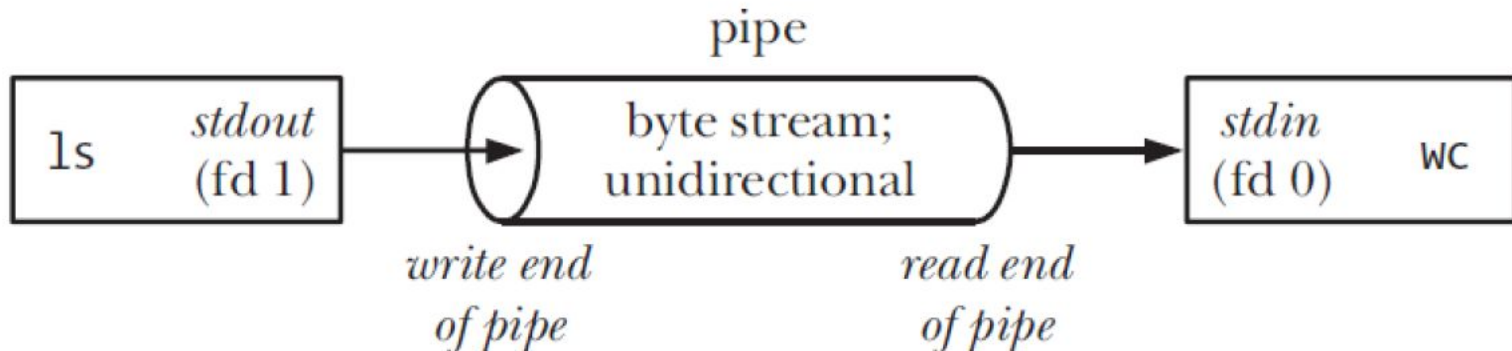 pipe
ls
stdout
(fd 1)
byte stream;
unidirectional
stdin
(fd 0)
wc
write end
of pipe
read end
of pipe